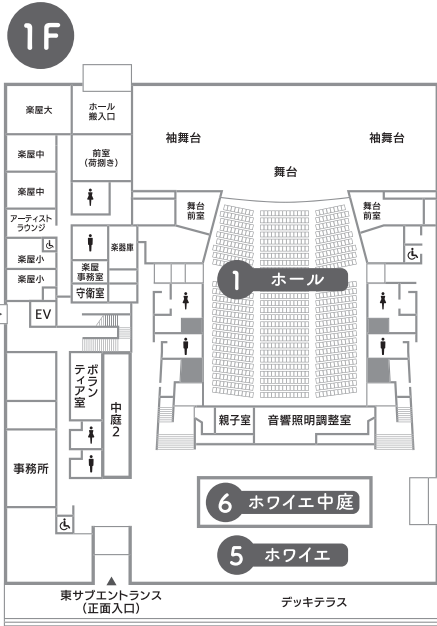 1F
楽屋大
ホール
搬入口
袖舞台
袖舞台
楽屋中
前室
(荷捌き)
舞台
楽屋中
舞台
前室
舞台
前室
アーティスト
ラウンジ
楽器庫
楽屋小
楽屋
事務室
楽屋小
守衛室
1 ホール
EV
ボラン
ティア室
中庭2
親子室
音響照明調整室
事務所
6 ホワイエ中庭
5 ホワイエ
東サブエントランス
(正面入口)
デッキテラス